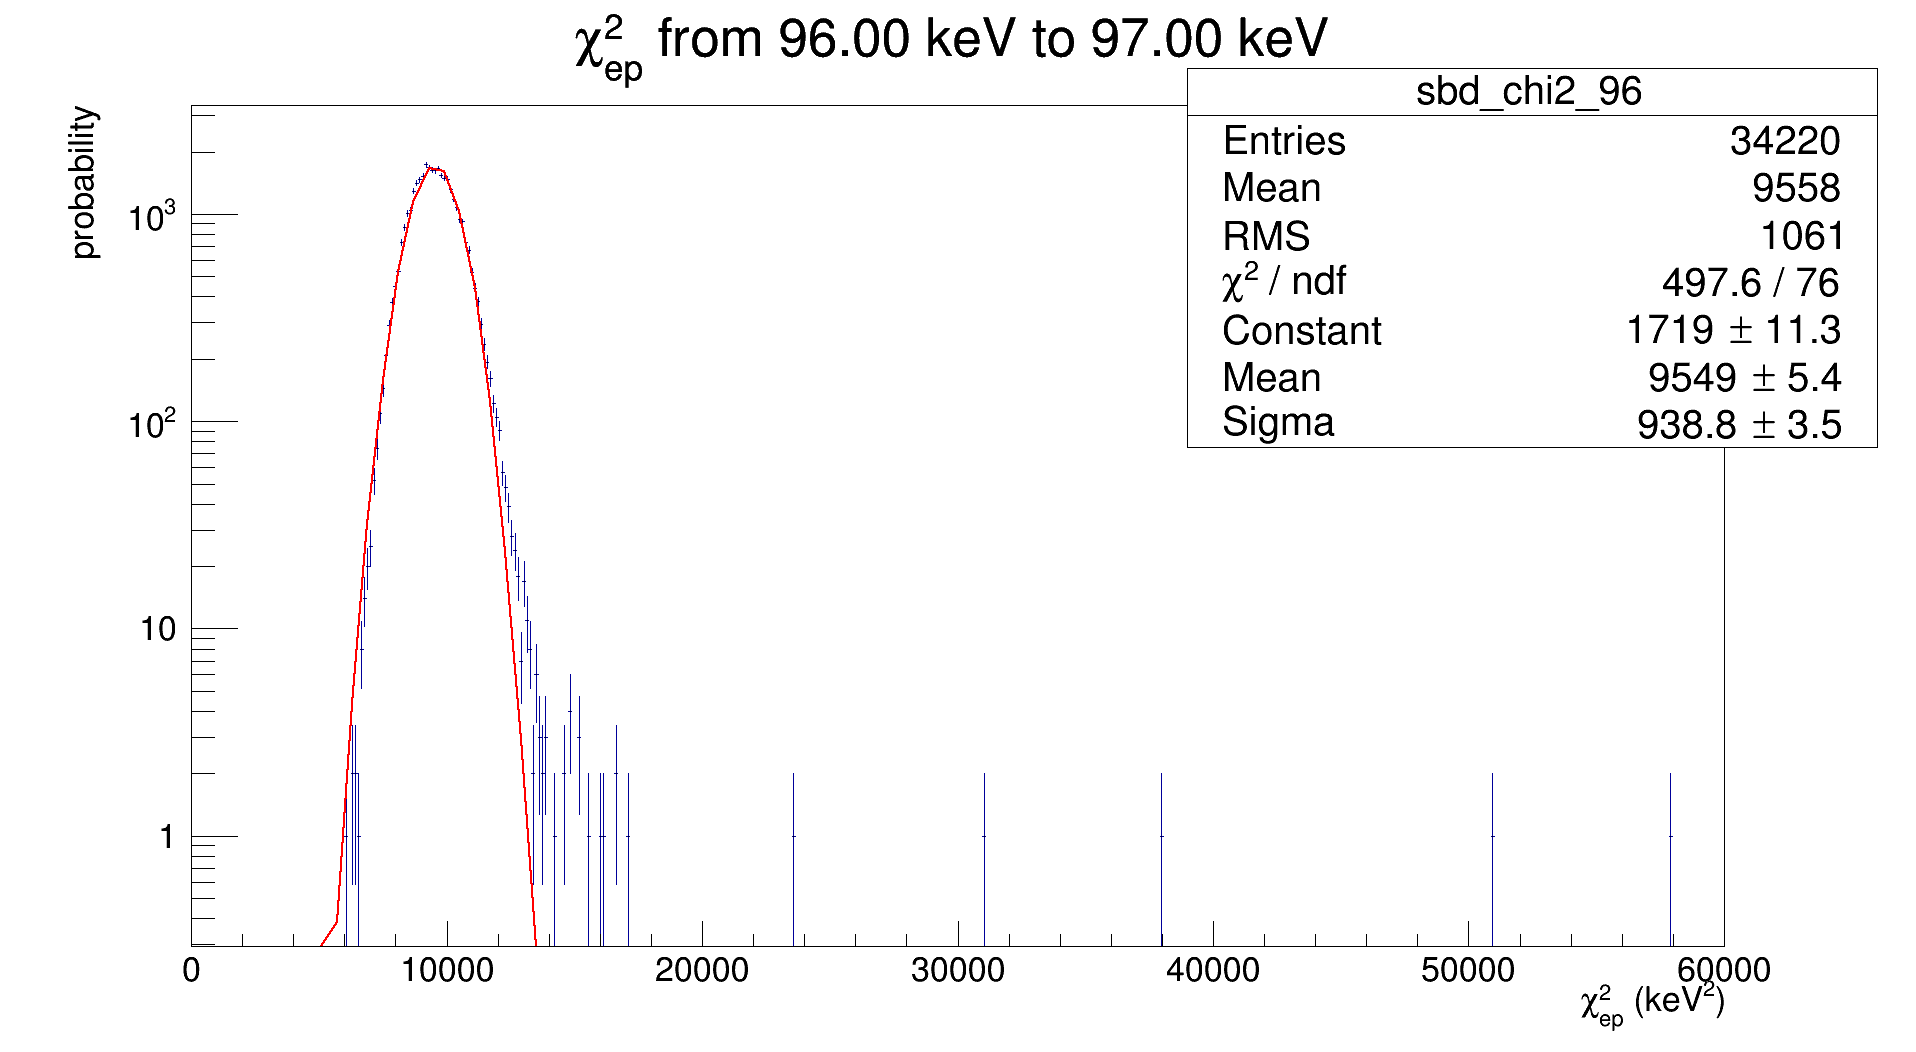 χ²ep from 96.00 keV to 97.00 keV
sbd_chi2_96
Entries 34220
Mean 9558
RMS 1061
χ² / ndf 497.6 / 76
Constant 1719 ± 11.3
Mean 9549 ± 5.4
Sigma 938.8 ± 3.5
probability
10³
10²
10
1
0 10000 20000 30000 40000 50000 60000
χ²ep (keV²)